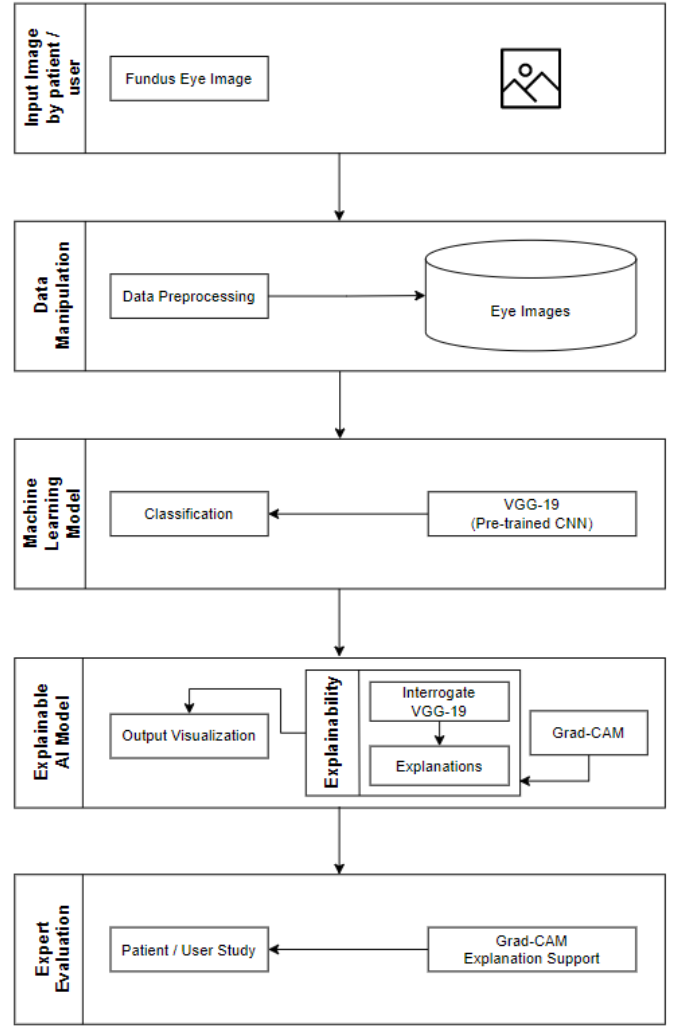 Input Image
by patient /
user
Fundus Eye Image
Data
Manipulation
Data Preprocessing
Eye Images
Machine
Learning
Model
Classification
VGG-19
(Pre-trained CNN)
Explainable
AI Model
Output Visualization
Explainability
Interrogate
VGG-19
Explanations
Grad-CAM
Expert
Evaluation
Patient / User Study
Grad-CAM
Explanation Support